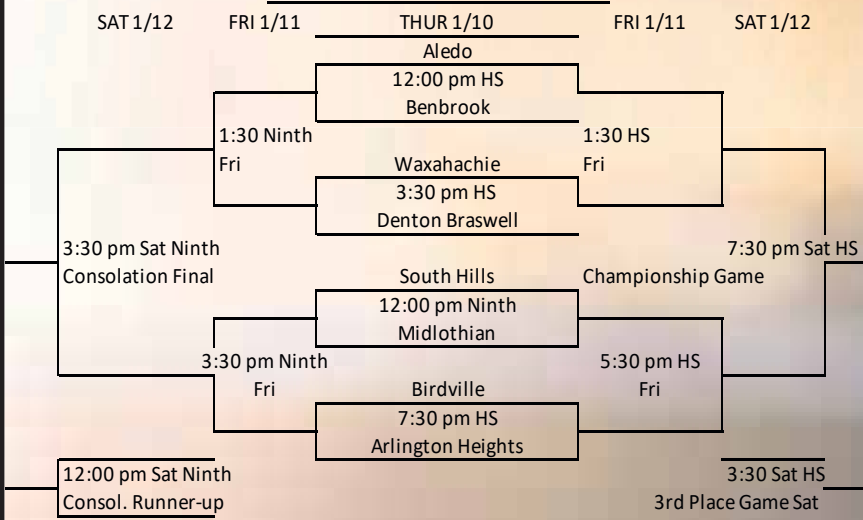 SAT 1/12 FRI 1/11 THUR 1/10 FRI 1/11 SAT 1/12
Aledo
12:00 pm HS
Benbrook
1:30 Ninth
Fri
1:30 HS
Fri
Waxahachie
3:30 pm HS
Denton Braswell
3:30 pm Sat Ninth
Consolation Final
7:30 pm Sat HS
Championship Game
South Hills
12:00 pm Ninth
Midlothian
3:30 pm Ninth
Fri
5:30 pm HS
Fri
Birdville
7:30 pm HS
Arlington Heights
12:00 pm Sat Ninth
Consol. Runner-up
3:30 Sat HS
3rd Place Game Sat